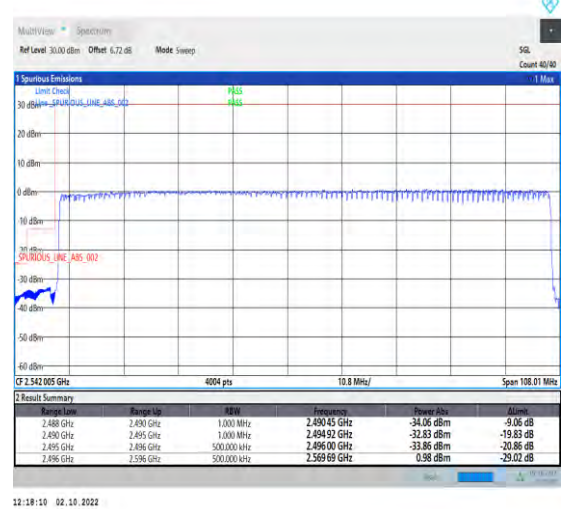 MultiView Spectrum
Ref Level 30.00 dBm Offset 6.72 dB Mode Sweep SGL
Count 40/40
1 Spurious Emissions 1 Max
Limit Check PASS
30 dBm Line _SPURIOUS_LINE_ABS_002 PASS
20 dBm
10 dBm
0 dBm
-10 dBm
-20 dBm
_SPURIOUS_LINE_ABS_002
-30 dBm
-40 dBm
-50 dBm
-60 dBm
CF 2.542 005 GHz 4004 pts 10.8 MHz/ Span 108.01 MHz
2 Result Summary
Range Low Range Up RBW Frequency Power Abs ΔLimit
2.488 GHz 2.490 GHz 1.000 MHz 2.490 45 GHz -34.06 dBm -9.06 dB
2.490 GHz 2.495 GHz 1.000 MHz 2.494 92 GHz -32.83 dBm -19.83 dB
2.495 GHz 2.496 GHz 500.000 kHz 2.496 00 GHz -33.86 dBm -20.86 dB
2.496 GHz 2.596 GHz 500.000 kHz 2.569 69 GHz 0.98 dBm -29.02 dB
12:18:10 02.10.2022